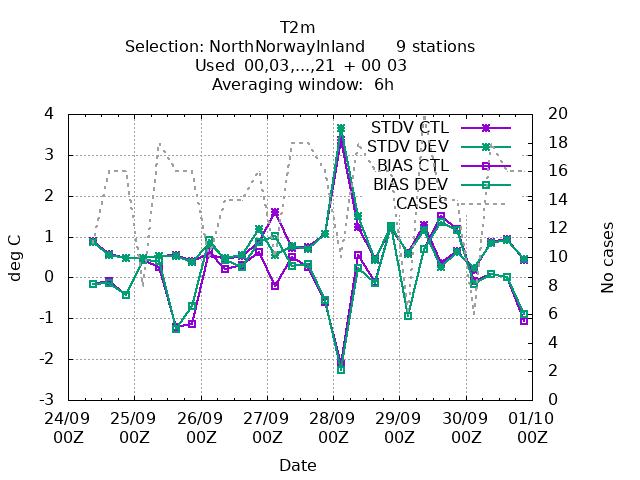 T2m
Selection: NorthNorwayInland 9 stations
Used 00,03,...,21 + 00 03
Averaging window: 6h
4
3
2
1
0
-1
-2
-3
deg C
20
18
16
14
12
10
8
6
4
2
0
No cases
STDV CTL
STDV DEV
BIAS CTL
BIAS DEV
CASES
24/09 25/09 26/09 27/09 28/09 29/09 30/09 01/10
00Z 00Z 00Z 00Z 00Z 00Z 00Z 00Z
Date